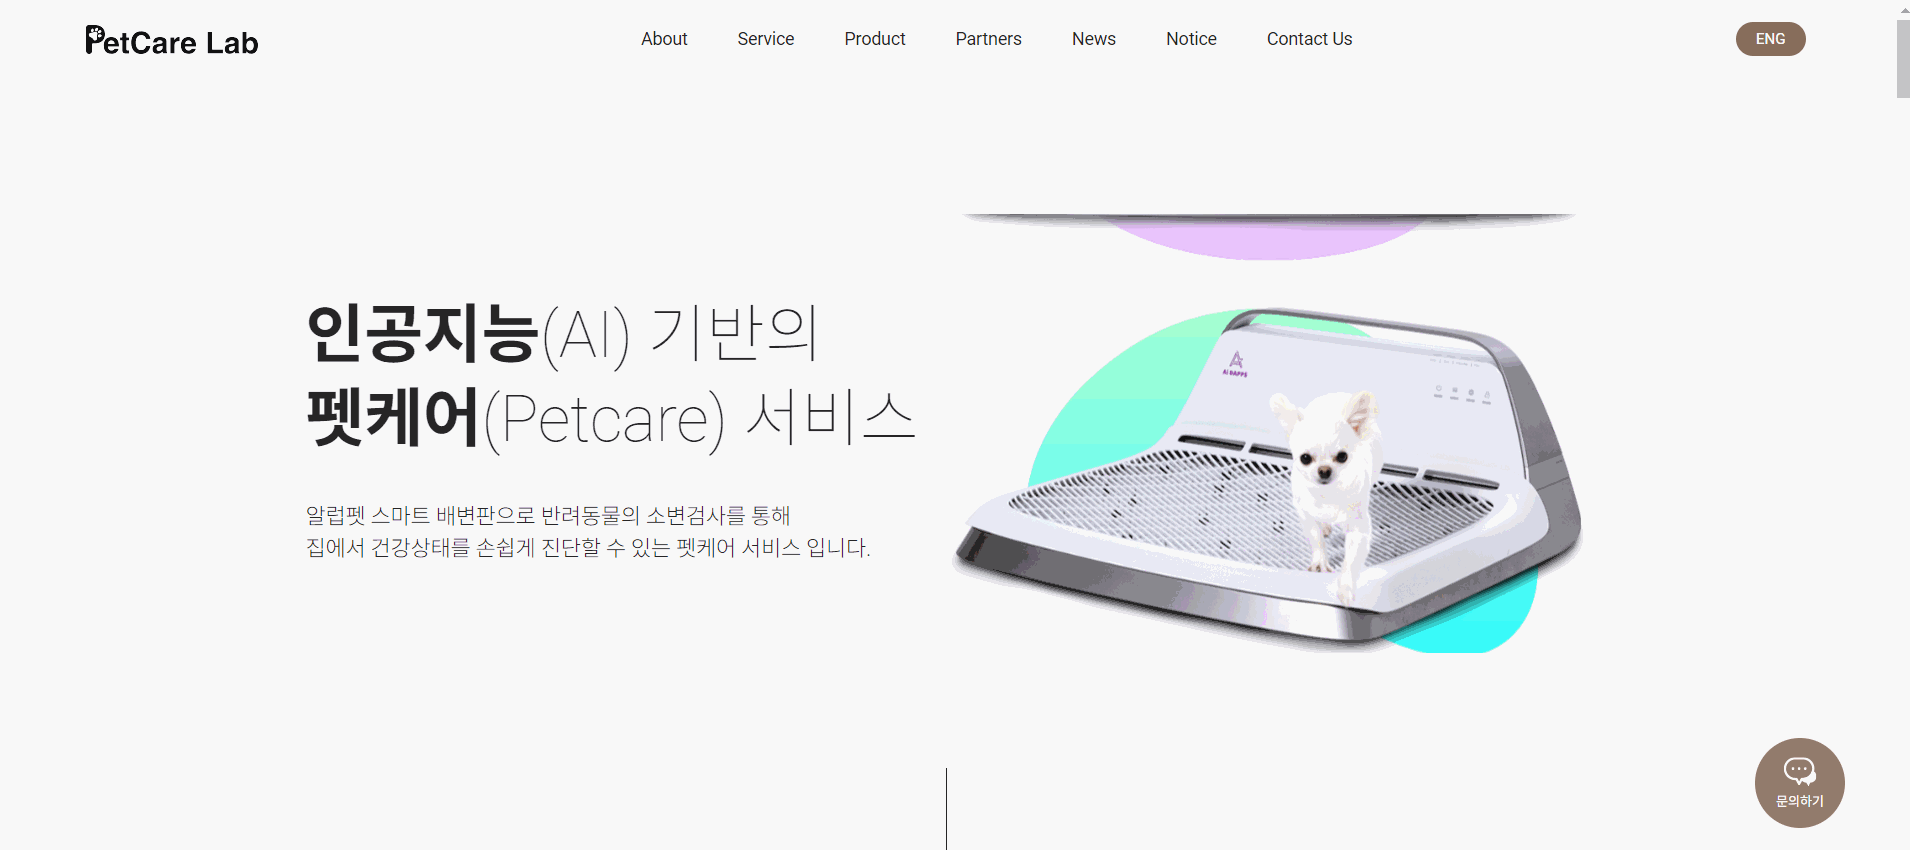 PetCare Lab
About
Service
Product
Partners
News
Notice
Contact Us
ENG
인공지능(AI) 기반의
펫케어(Petcare) 서비스
알럽펫 스마트 배변판으로 반려동물의 소변검사를 통해
집에서 건강상태를 손쉽게 진단할 수 있는 펫케어 서비스 입니다.
AI DAPPS
문의하기